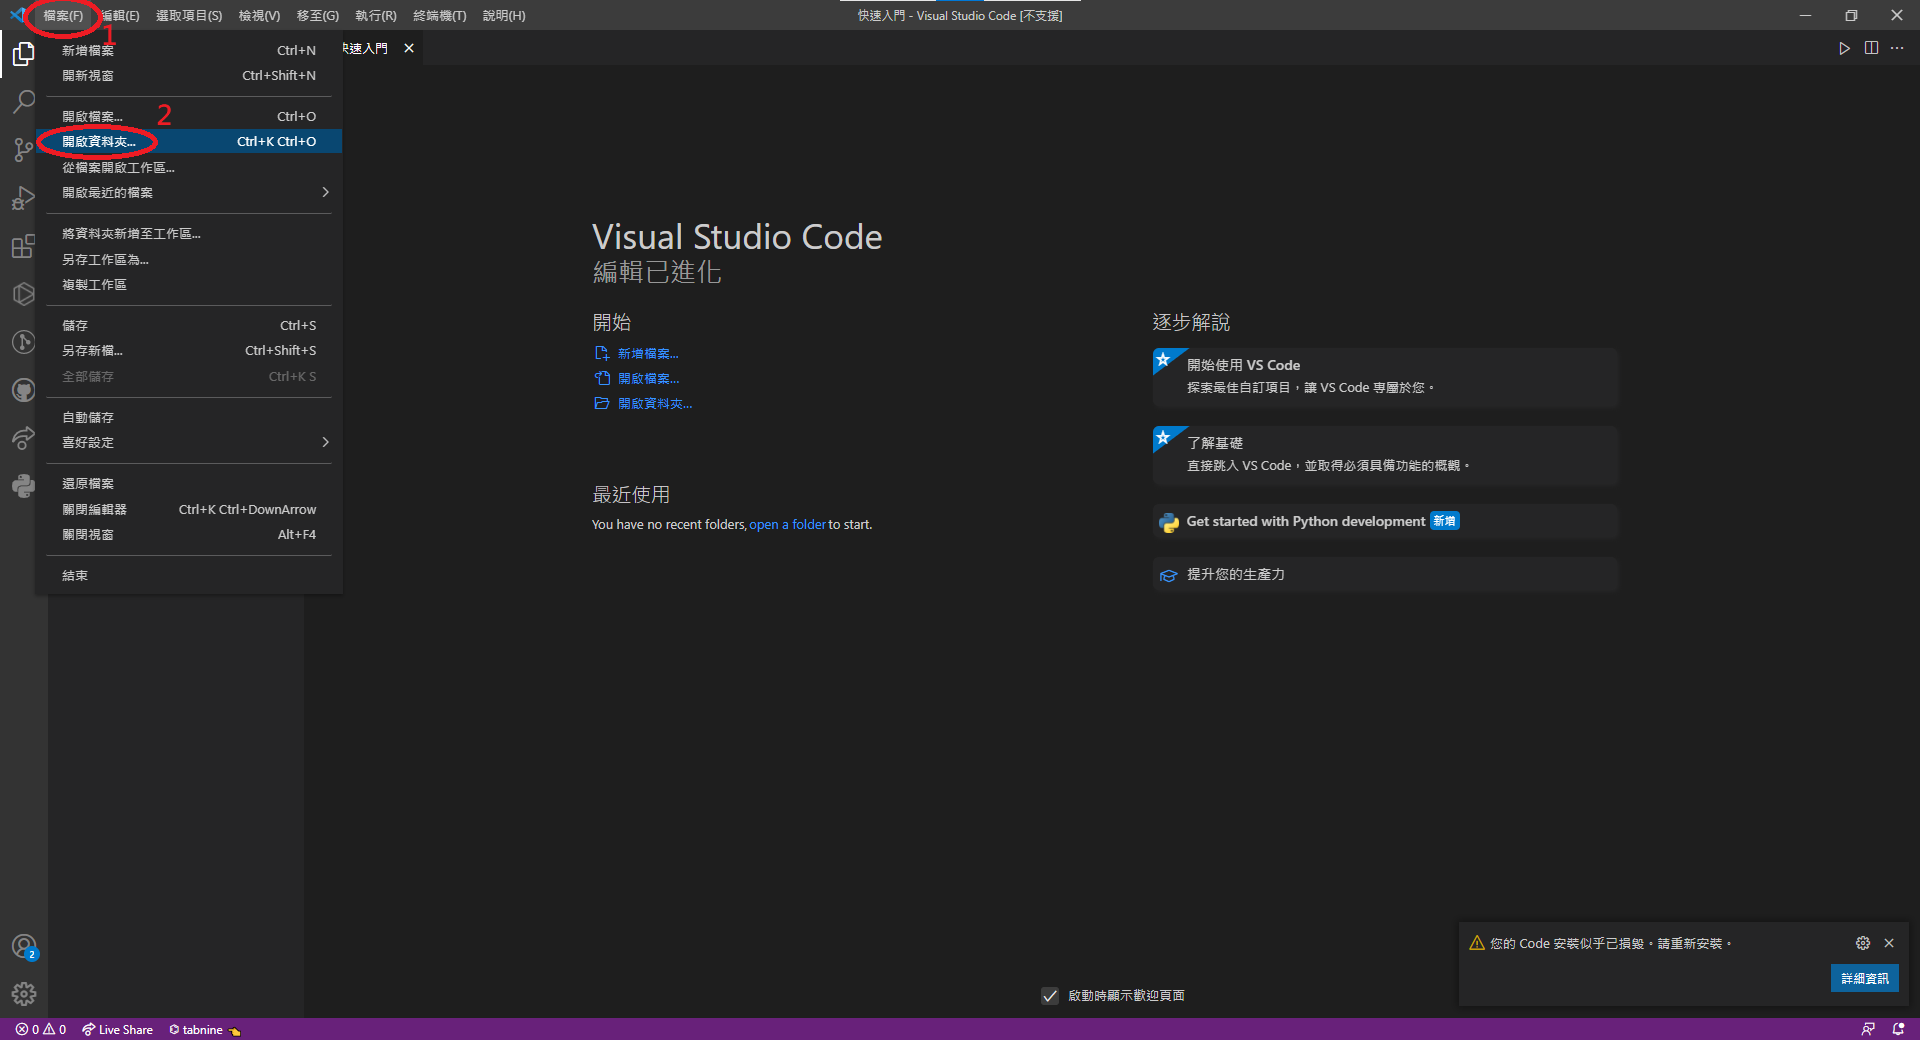 檔案(F) 編輯(E) 選取項目(S) 檢視(V) 移至(G) 執行(R) 終端機(T) 說明(H)
快速入門 - Visual Studio Code [不支援]
1
快速入門
新增檔案 Ctrl+N
開新視窗 Ctrl+Shift+N
開啟檔案... Ctrl+O
2
開啟資料夾... Ctrl+K Ctrl+O
從檔案開啟工作區...
開啟最近的檔案
將資料夾新增至工作區...
另存工作區為...
複製工作區
儲存 Ctrl+S
另存新檔... Ctrl+Shift+S
全部儲存 Ctrl+K S
自動儲存
喜好設定
還原檔案
關閉編輯器 Ctrl+K Ctrl+DownArrow
關閉視窗 Alt+F4
結束
Visual Studio Code
編輯已進化
開始
新增檔案...
開啟檔案...
開啟資料夾...
最近使用
You have no recent folders, open a folder to start.
逐步解說
開始使用 VS Code
探索最佳自訂項目，讓 VS Code 專屬於您。
了解基礎
直接跳入 VS Code，並取得必須具備功能的概觀。
Get started with Python development 新增
提升您的生產力
啟動時顯示歡迎頁面
您的 Code 安裝似乎已損毀。請重新安裝。
詳細資訊
2
0 0 Live Share tabnine